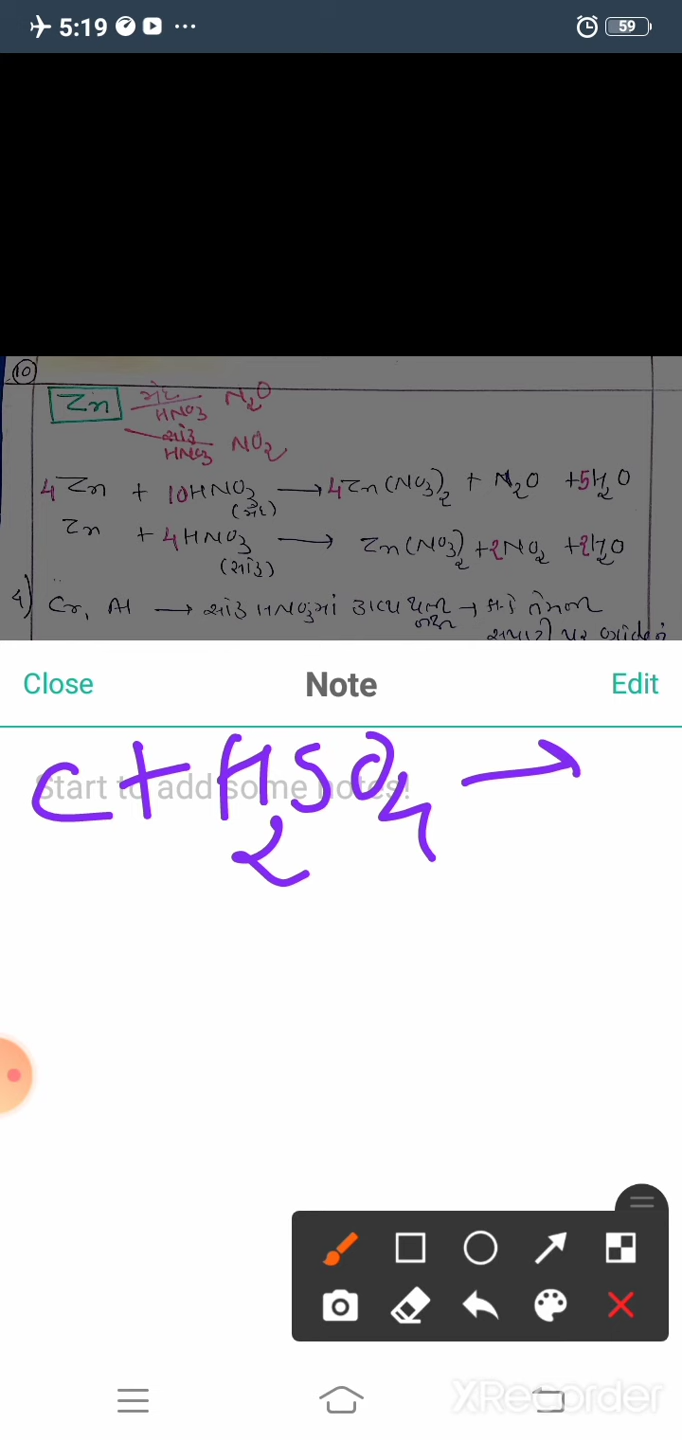 5:19 ...
59
10
Zn મંદ HNO3 N2O
સાંદ્ર HNO3 NO2
4Zn + 10HNO3 → 4Zn(NO3)2 + N2O + 5H2O
(મંદ)
Zn + 4HNO3 → Zn(NO3)2 + 2NO2 + 2H2O
(સાંદ્ર)
4) Cr, Al → સાંદ્ર HNO3માં
Close Note Edit
Start to add some notes!
C + H2SO4 →
XRecorder